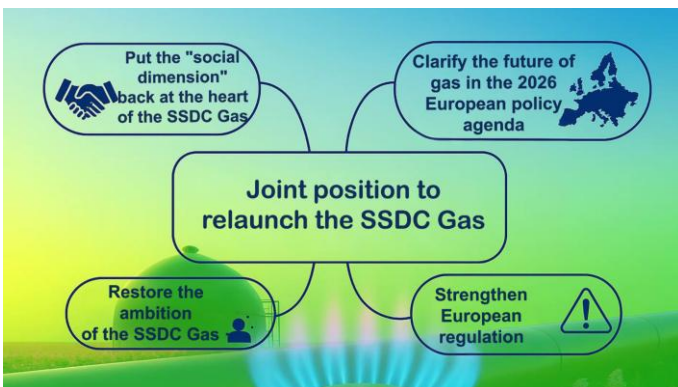 Put the "social
dimension"
back at the heart
of the SSDC Gas
Clarify the future of
gas in the 2026
European policy
agenda
Joint position to
relaunch the SSDC Gas
Restore the
ambition
of the SSDC Gas
Strengthen
European
regulation